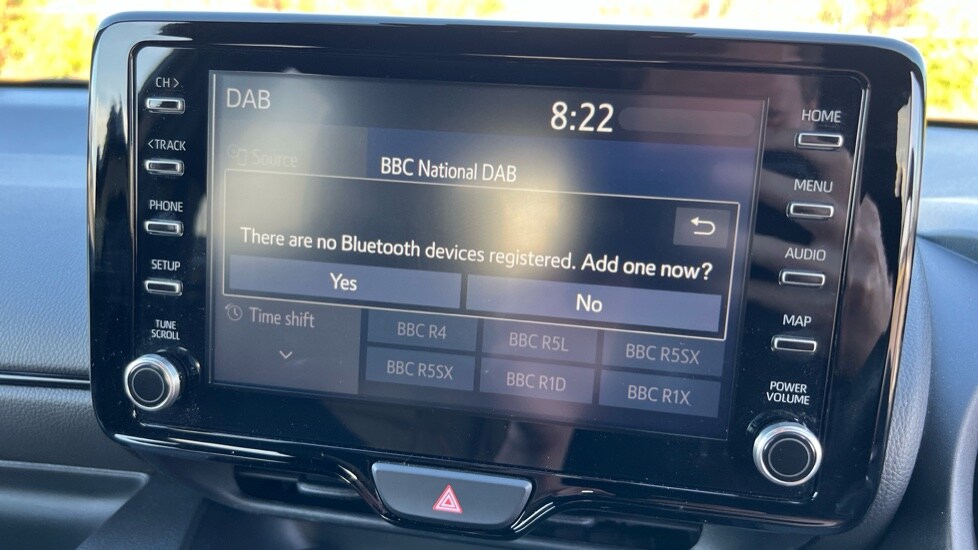 CH >
< TRACK
PHONE
SETUP
TUNE
SCROLL
DAB
8:22
Source
BBC National DAB
There are no Bluetooth devices registered. Add one now?
Yes
No
Time shift
BBC R4
BBC R5L
BBC R5SX
BBC R5SX
BBC R1D
BBC R1X
HOME
MENU
AUDIO
MAP
POWER
VOLUME